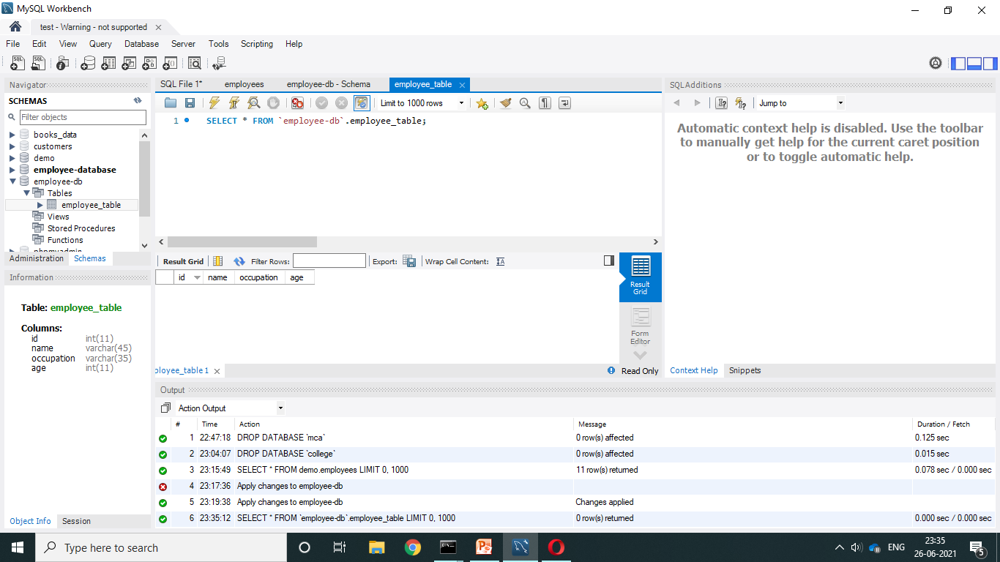 MySQL Workbench
test - Warning - not supported
File Edit View Query Database Server Tools Scripting Help
Navigator
SCHEMAS
Filter objects
books_data
customers
demo
employee-database
employee-db
Tables
employee_table
Views
Stored Procedures
Functions
phpmyadmin
Administration Schemas
Information
Table: employee_table
Columns:
id int(11)
name varchar(45)
occupation varchar(35)
age int(11)
Object Info Session
SQL File 1* employees employee-db - Schema employee_table
Limit to 1000 rows
1 SELECT * FROM `employee-db`.employee_table;
Result Grid Filter Rows: Export: Wrap Cell Content:
id name occupation age
Result
Grid
Form
Editor
ployee_table 1 Read Only
SQLAdditions
Jump to
Automatic context help is disabled. Use the toolbar
to manually get help for the current caret position
or to toggle automatic help.
Context Help Snippets
Output
Action Output
# Time Action Message Duration / Fetch
1 22:47:18 DROP DATABASE `mca` 0 row(s) affected 0.125 sec
2 23:04:07 DROP DATABASE `college` 0 row(s) affected 0.015 sec
3 23:15:49 SELECT * FROM demo.employees LIMIT 0, 1000 11 row(s) returned 0.078 sec / 0.000 sec
4 23:17:36 Apply changes to employee-db
5 23:19:38 Apply changes to employee-db Changes applied
6 23:35:12 SELECT * FROM `employee-db`.employee_table LIMIT 0, 1000 0 row(s) returned 0.000 sec / 0.000 sec
Type here to search
ENG
23:35
26-06-2021
5